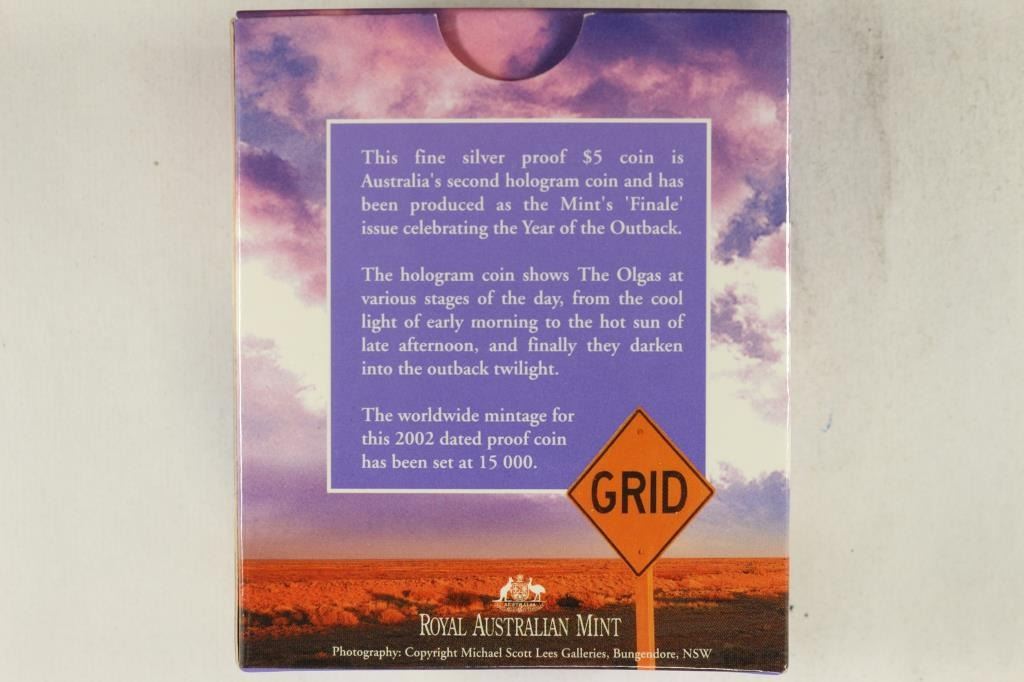 This fine silver proof $5 coin is
Australia's second hologram coin and has
been produced as the Mint's 'Finale'
issue celebrating the Year of the Outback.
The hologram coin shows The Olgas at
various stages of the day, from the cool
light of early morning to the hot sun of
late afternoon, and finally they darken
into the outback twilight.
The worldwide mintage for
this 2002 dated proof coin
has been set at 15 000.
GRID
AUSTRALIA
ROYAL AUSTRALIAN MINT
Photography: Copyright Michael Scott Lees Galleries, Bungendore, NSW